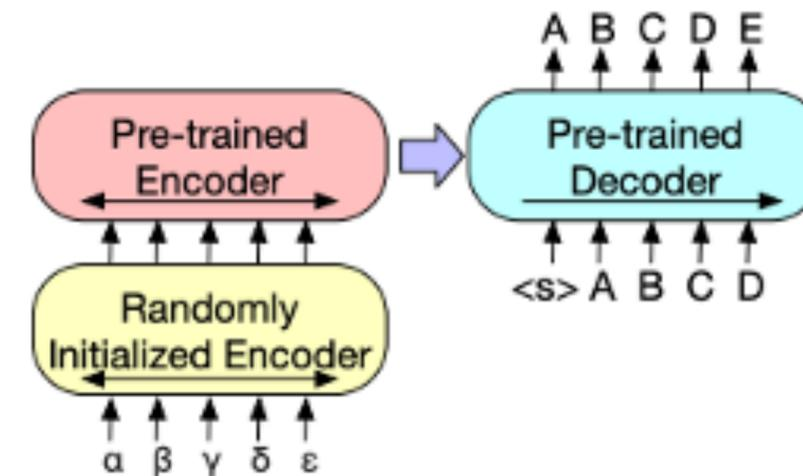 A B C D E
Pre-trained
Encoder
Pre-trained
Decoder
<s> A B C D
Randomly
Initialized Encoder
α β γ δ ε